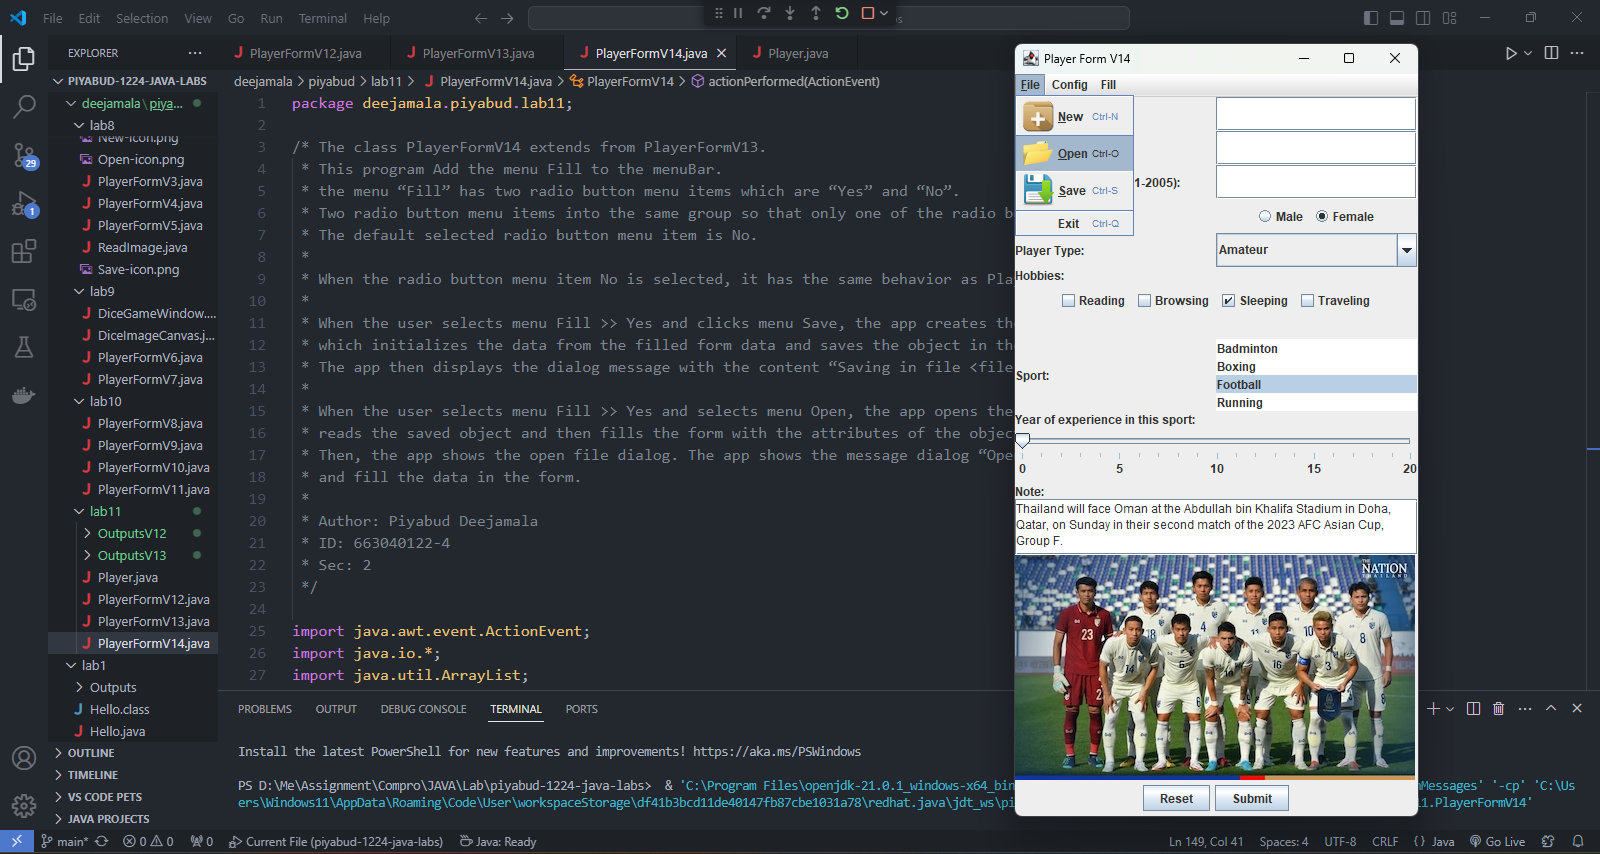 File Edit Selection View Go Run Terminal Help
EXPLORER
PIYABUD-1224-JAVA-LABS
deejamala\piya...
lab8
New-icon.png
Open-icon.png
PlayerFormV3.java
PlayerFormV4.java
PlayerFormV5.java
ReadImage.java
Save-icon.png
lab9
DiceGameWindow....
DiceImageCanvas.j...
PlayerFormV6.java
PlayerFormV7.java
lab10
PlayerFormV8.java
PlayerFormV9.java
PlayerFormV10.java
PlayerFormV11.java
lab11
OutputsV12
OutputsV13
Player.java
PlayerFormV12.java
PlayerFormV13.java
PlayerFormV14.java
lab1
Outputs
Hello.class
Hello.java
OUTLINE
TIMELINE
VS CODE PETS
JAVA PROJECTS
29
1
PlayerFormV12.java PlayerFormV13.java PlayerFormV14.java Player.java
deejamala > piyabud > lab11 > PlayerFormV14.java > PlayerFormV14 > actionPerformed(ActionEvent)
1 package deejamala.piyabud.lab11;
2
3 /* The class PlayerFormV14 extends from PlayerFormV13.
4 * This program Add the menu Fill to the menuBar.
5 * the menu “Fill” has two radio button menu items which are “Yes” and “No”.
6 * Two radio button menu items into the same group so that only one of the radio b
7 * The default selected radio button menu item is No.
8 *
9 * When the radio button menu item No is selected, it has the same behavior as Pla
10 *
11 * When the user selects menu Fill >> Yes and clicks menu Save, the app creates th
12 * which initializes the data from the filled form data and saves the object in th
13 * The app then displays the dialog message with the content “Saving in file <file
14 *
15 * When the user selects menu Fill >> Yes and selects menu Open, the app opens the
16 * reads the saved object and then fills the form with the attributes of the objec
17 * Then, the app shows the open file dialog. The app shows the message dialog “Ope
18 * and fill the data in the form.
19 *
20 * Author: Piyabud Deejamala
21 * ID: 663040122-4
22 * Sec: 2
23 */
24
25 import java.awt.event.ActionEvent;
26 import java.io.*;
27 import java.util.ArrayList;
PROBLEMS OUTPUT DEBUG CONSOLE TERMINAL PORTS
Install the latest PowerShell for new features and improvements! https://aka.ms/PSWindows
PS D:\Me\Assignment\Compro\JAVA\Lab\piyabud-1224-java-labs> & 'C:\Program Files\openjdk-21.0.1_windows-x64_bin nMessages' '-cp' 'C:\Us
ers\Windows11\AppData\Roaming\Code\User\workspaceStorage\df41b3bcd11de40147fb87cbe1031a78\redhat.java\jdt_ws\pi 1.PlayerFormV14'
Player Form V14
File Config Fill
New Ctrl-N
Open Ctrl-O
Save Ctrl-S
Exit Ctrl-Q
1-2005):
Male Female
Player Type: Amateur
Hobbies:
Reading Browsing Sleeping Traveling
Sport:
Badminton
Boxing
Football
Running
Year of experience in this sport:
0 5 10 15 20
Note:
Thailand will face Oman at the Abdullah bin Khalifa Stadium in Doha,
Qatar, on Sunday in their second match of the 2023 AFC Asian Cup,
Group F.
THE
NATION
THAILAND
23
4
8
14
6
16
3
Reset Submit
main* 0 0 0 Current File (piyabud-1224-java-labs) Java: Ready
Ln 149, Col 41 Spaces: 4 UTF-8 CRLF {} Java Go Live